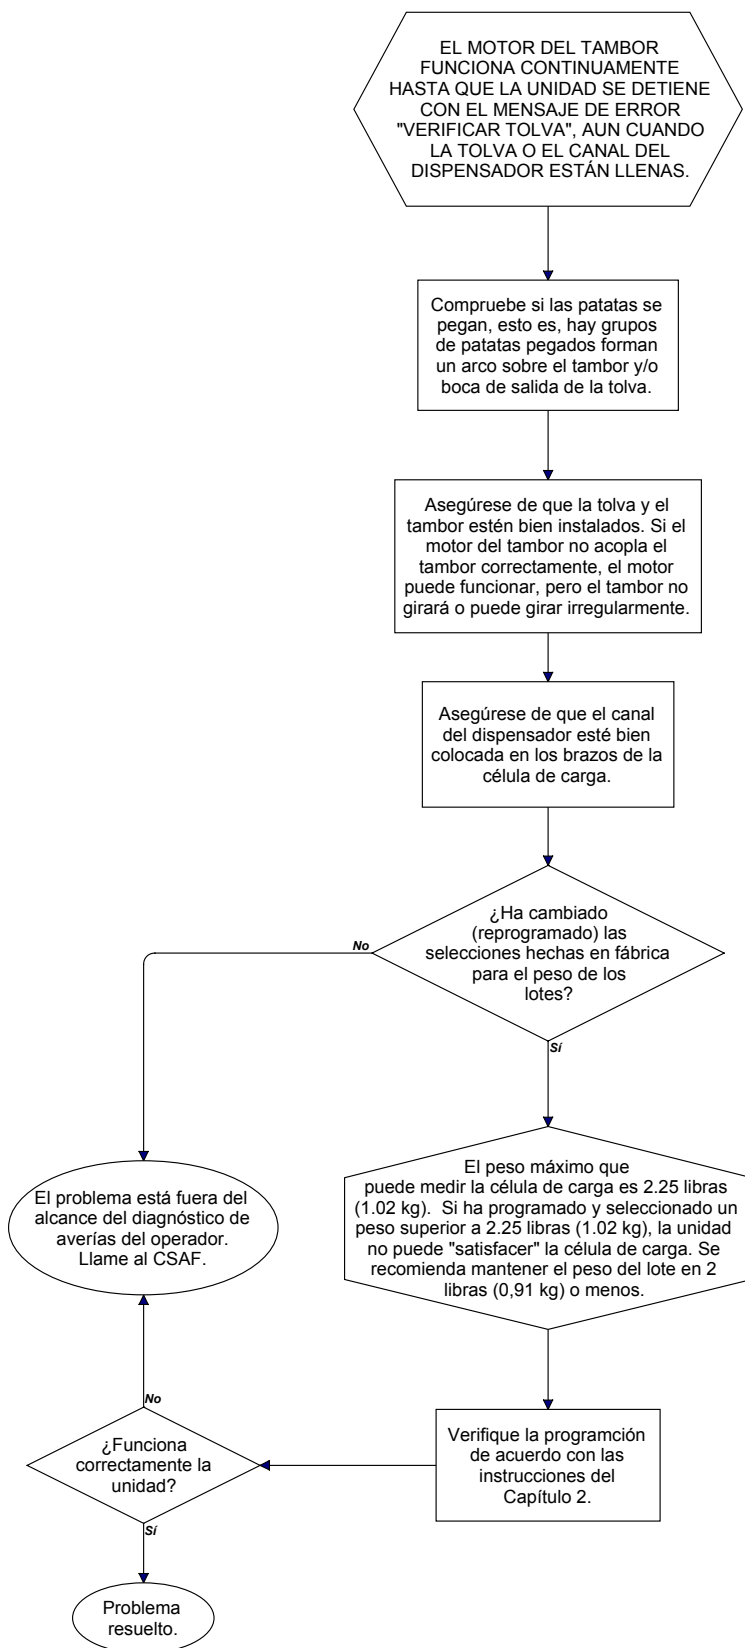 EL MOTOR DEL TAMBOR
FUNCIONA CONTINUAMENTE
HASTA QUE LA UNIDAD SE DETIENE
CON EL MENSAJE DE ERROR
"VERIFICAR TOLVA", AUN CUANDO
LA TOLVA O EL CANAL DEL
DISPENSADOR ESTÁN LLENAS.
Compruebe si las patatas se
pegan, esto es, hay grupos
de patatas pegados forman
un arco sobre el tambor y/o
boca de salida de la tolva.
Asegúrese de que la tolva y el
tambor estén bien instalados. Si el
motor del tambor no acopla el
tambor correctamente, el motor
puede funcionar, pero el tambor no
girará o puede girar irregularmente.
Asegúrese de que el canal
del dispensador esté bien
colocada en los brazos de la
célula de carga.
¿Ha cambiado
(reprogramado) las
selecciones hechas en fábrica
para el peso de los
lotes?
No
Sí
El peso máximo que
puede medir la célula de carga es 2.25 libras
(1.02 kg). Si ha programado y seleccionado un
peso superior a 2.25 libras (1.02 kg), la unidad
no puede "satisfacer" la célula de carga. Se
recomienda mantener el peso del lote en 2
libras (0,91 kg) o menos.
El problema está fuera del
alcance del diagnóstico de
averías del operador.
Llame al CSAF.
Verifique la programción
de acuerdo con las
instrucciones del
Capítulo 2.
No
¿Funciona
correctamente la
unidad?
Sí
Problema
resuelto.